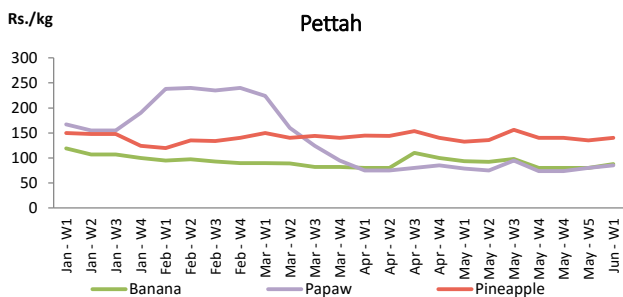 Rs./kg
Pettah
300
250
200
150
100
50
0
Jan - W1
Jan - W2
Jan - W3
Jan - W4
Feb - W1
Feb - W2
Feb - W3
Feb - W4
Mar - W1
Mar - W2
Mar - W3
Mar - W4
Apr - W1
Apr - W2
Apr - W3
Apr - W4
May - W1
May - W2
May - W3
May - W4
May - W4
May - W5
Jun - W1
Banana Papaw Pineapple